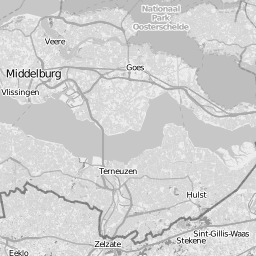 Nationaal
Park
Oosterschelde
Veere
Goes
Middelburg
Vlissingen
Terneuzen
Hulst
Sint-Gillis-Waas
Stekene
Zelzate
Eeklo